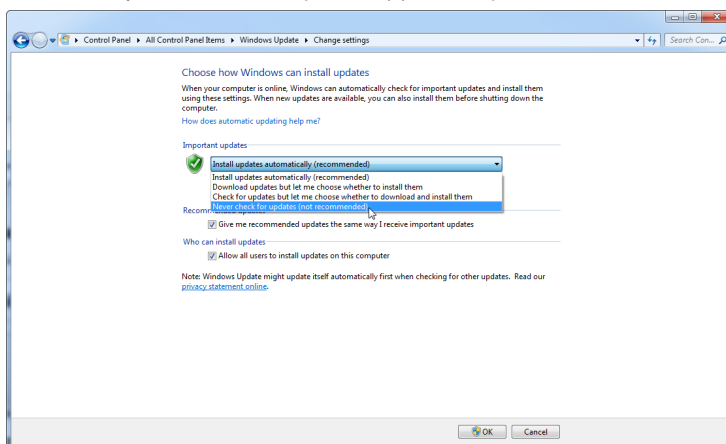 Control Panel ▸ All Control Panel Items ▸ Windows Update ▸ Change settings
Search Con...
Choose how Windows can install updates
When your computer is online, Windows can automatically check for important updates and install them
using these settings. When new updates are available, you can also install them before shutting down the
computer.
How does automatic updating help me?
Important updates
Install updates automatically (recommended)
Install updates automatically (recommended)
Download updates but let me choose whether to install them
Check for updates but let me choose whether to download and install them
Never check for updates (not recommended)
Recommended updates
Give me recommended updates the same way I receive important updates
Who can install updates
Allow all users to install updates on this computer
Note: Windows Update might update itself automatically first when checking for other updates. Read our
privacy statement online.
OK
Cancel